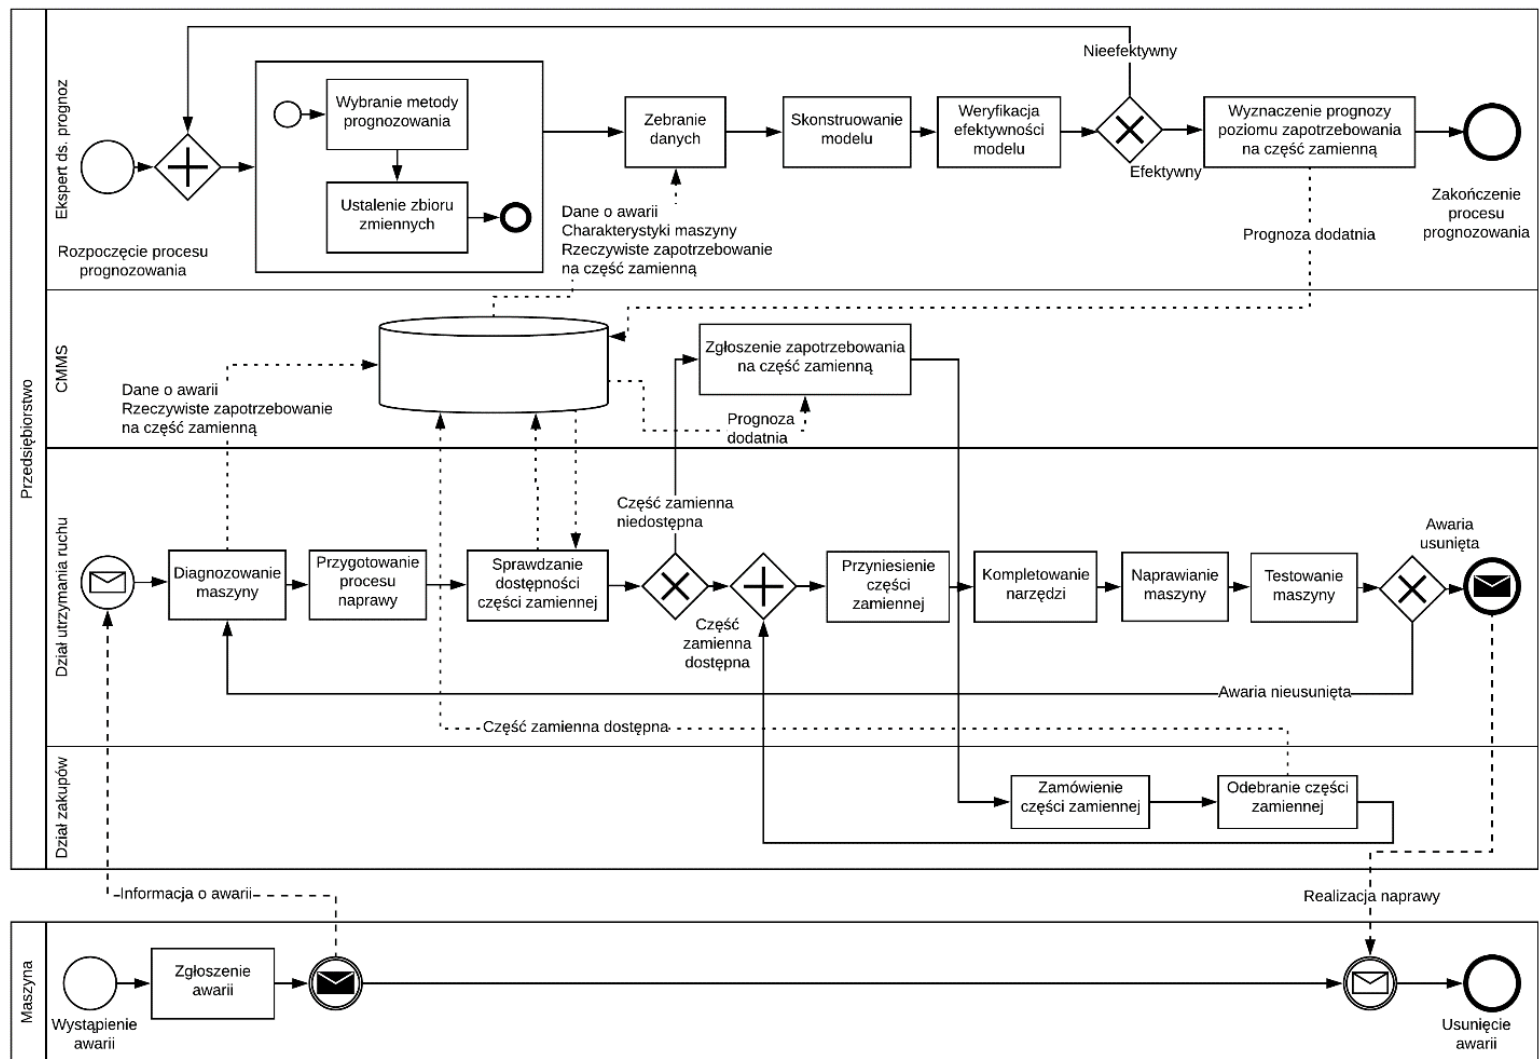 Przedsiębiorstwo
Ekspert ds. prognoz
Rozpoczęcie procesu
prognozowania
Wybranie metody
prognozowania
Ustalenie zbioru
zmiennych
Zebranie
danych
Skonstruowanie
modelu
Weryfikacja
efektywności
modelu
Nieefektywny
Efektywny
Wyznaczenie prognozy
poziomu zapotrzebowania
na część zamienną
Zakończenie
procesu
prognozowania
Dane o awarii
Charakterystyki maszyny
Rzeczywiste zapotrzebowanie
na część zamienną
Prognoza dodatnia
CMMS
Dane o awarii
Rzeczywiste zapotrzebowanie
na część zamienną
Zgłoszenie zapotrzebowania
na część zamienną
Prognoza
dodatnia
Dział utrzymania ruchu
Diagnozowanie
maszyny
Przygotowanie
procesu
naprawy
Sprawdzanie
dostępności
części zamiennej
Część zamienna
niedostępna
Część
zamienna
dostępna
Przyniesienie
części
zamiennej
Kompletowanie
narzędzi
Naprawianie
maszyny
Testowanie
maszyny
Awaria
usunięta
Awaria nieusunięta
Część zamienna dostępna
Dział zakupów
Zamówienie
części zamiennej
Odebranie części
zamiennej
Informacja o awarii
Realizacja naprawy
Maszyna
Wystąpienie
awarii
Zgłoszenie
awarii
Usunięcie
awarii